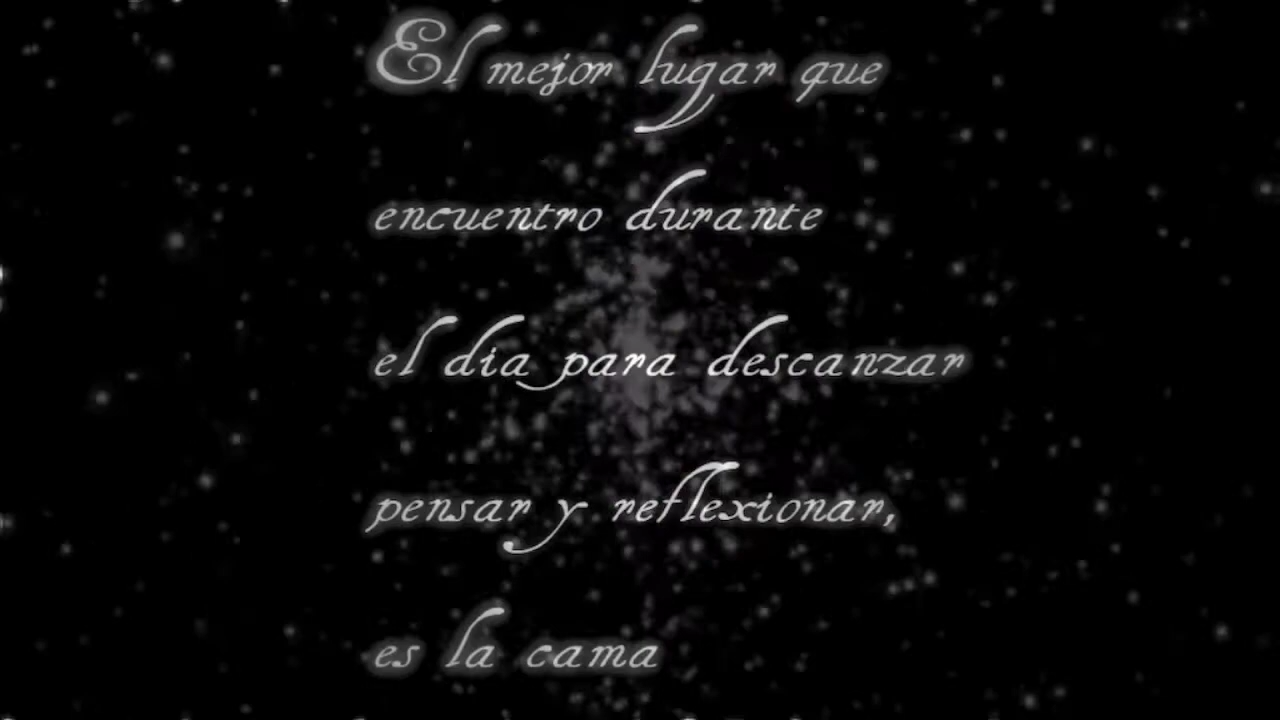 El mejor lugar que
encuentro durante
el dia para descanzar
pensar y reflexionar,
es la cama